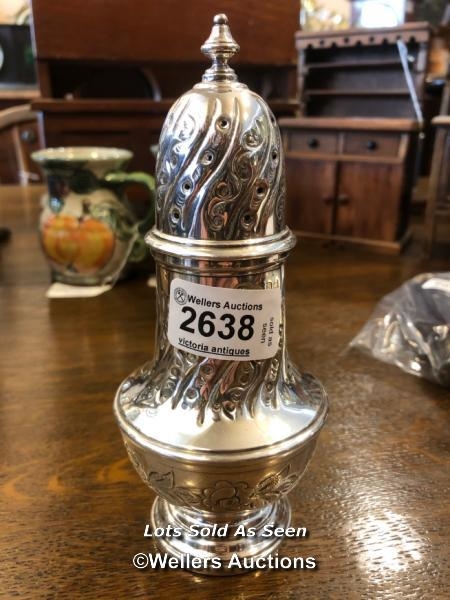 Wellers Auctions
2638
sold as
seen
victoria antiques
Lots Sold As Seen
©Wellers Auctions